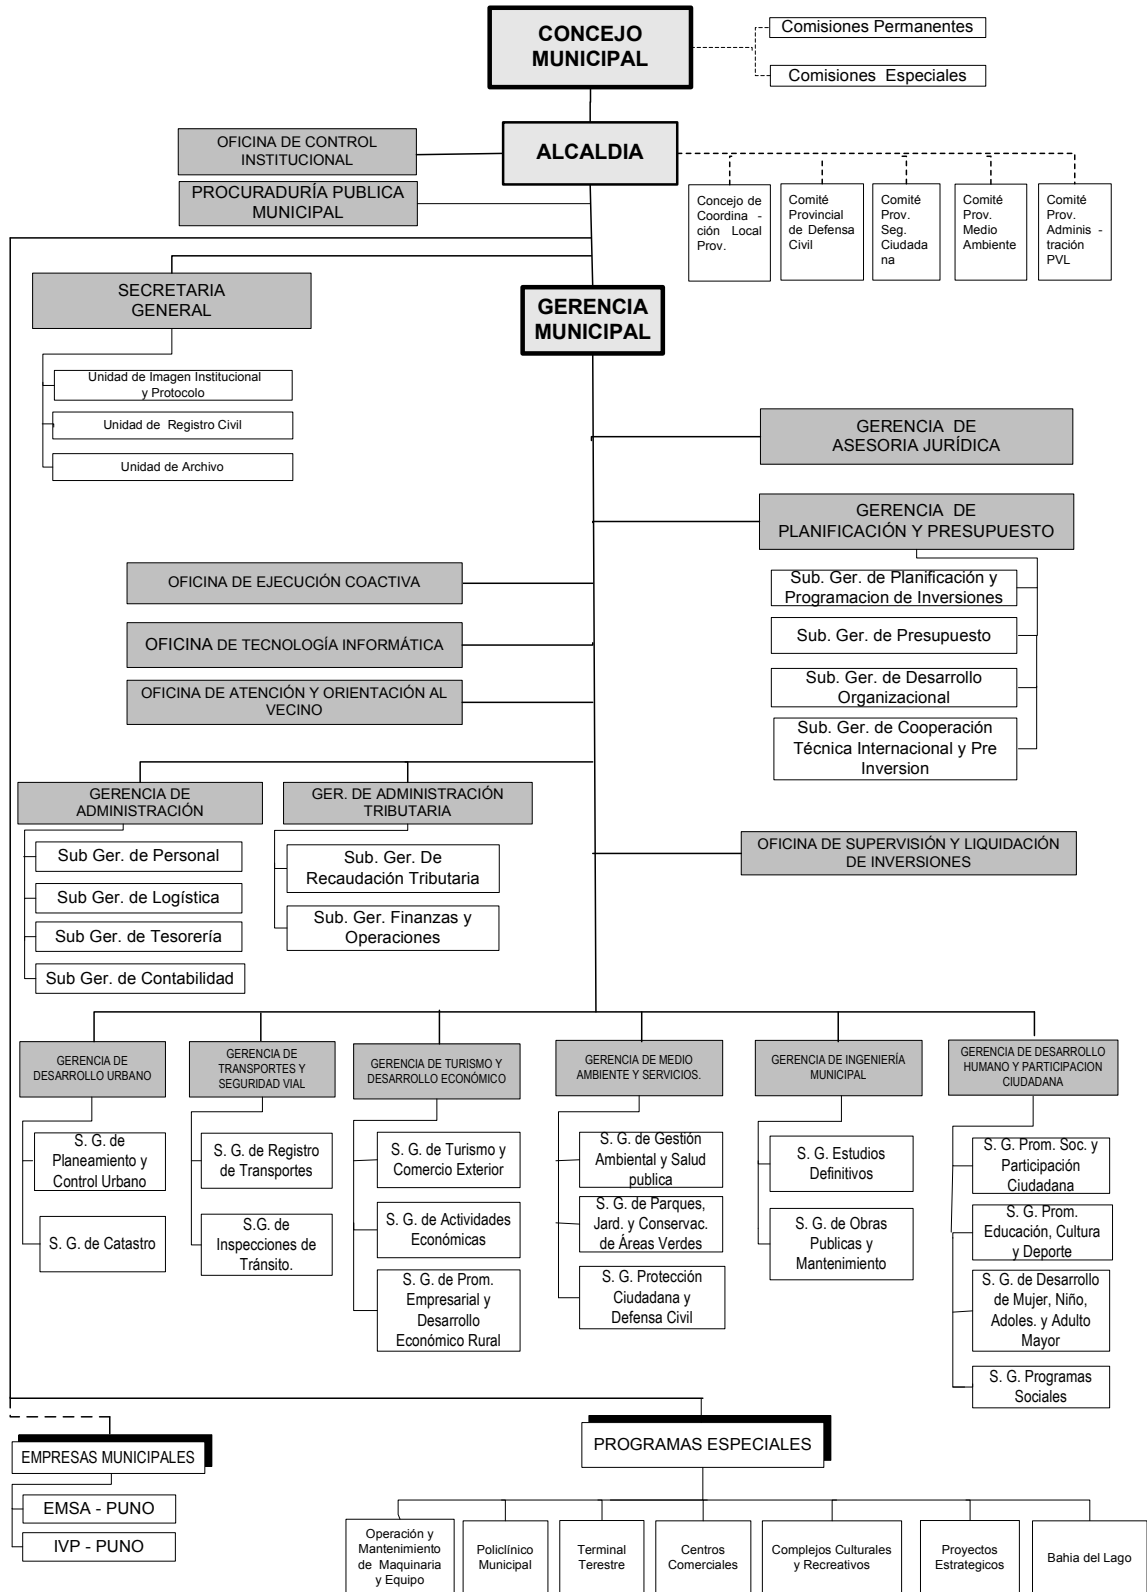 CONCEJO
MUNICIPAL
Comisiones Permanentes
Comisiones Especiales
ALCALDIA
OFICINA DE CONTROL
INSTITUCIONAL
PROCURADURÍA PUBLICA
MUNICIPAL
Concejo de
Coordina -
ción Local
Prov.
Comité
Provincial
de Defensa
Civil
Comité
Prov.
Seg.
Ciudada
na
Comité
Prov.
Medio
Ambiente
Comité
Prov.
Adminis -
tración
PVL
SECRETARIA
GENERAL
Unidad de Imagen Institucional
y Protocolo
Unidad de Registro Civil
Unidad de Archivo
GERENCIA
MUNICIPAL
GERENCIA DE
ASESORIA JURÍDICA
GERENCIA DE
PLANIFICACIÓN Y PRESUPUESTO
Sub. Ger. de Planificación y
Programacion de Inversiones
Sub. Ger. de Presupuesto
Sub. Ger. de Desarrollo
Organizacional
Sub. Ger. de Cooperación
Técnica Internacional y Pre
Inversion
OFICINA DE EJECUCIÓN COACTIVA
OFICINA DE TECNOLOGÍA INFORMÁTICA
OFICINA DE ATENCIÓN Y ORIENTACIÓN AL
VECINO
GERENCIA DE
ADMINISTRACIÓN
Sub Ger. de Personal
Sub Ger. de Logística
Sub Ger. de Tesorería
Sub Ger. de Contabilidad
GER. DE ADMINISTRACIÓN
TRIBUTARIA
Sub. Ger. De
Recaudación Tributaria
Sub. Ger. Finanzas y
Operaciones
OFICINA DE SUPERVISIÓN Y LIQUIDACIÓN
DE INVERSIONES
GERENCIA DE
DESARROLLO URBANO
S. G. de
Planeamiento y
Control Urbano
S. G. de Catastro
GERENCIA DE
TRANSPORTES Y
SEGURIDAD VIAL
S. G. de Registro
de Transportes
S.G. de
Inspecciones de
Tránsito.
GERENCIA DE TURISMO Y
DESARROLLO ECONÓMICO
S. G. de Turismo y
Comercio Exterior
S. G. de Actividades
Económicas
S. G. de Prom.
Empresarial y
Desarrollo
Económico Rural
GERENCIA DE MEDIO
AMBIENTE Y SERVICIOS.
S. G. de Gestión
Ambiental y Salud
publica
S. G. de Parques,
Jard. y Conservac.
de Áreas Verdes
S. G. Protección
Ciudadana y
Defensa Civil
GERENCIA DE INGENIERÍA
MUNICIPAL
S. G. Estudios
Definitivos
S. G. de Obras
Publicas y
Mantenimiento
GERENCIA DE DESARROLLO
HUMANO Y PARTICIPACION
CIUDADANA
S. G. Prom. Soc. y
Participación
Ciudadana
S. G. Prom.
Educación, Cultura
y Deporte
S. G. de Desarrollo
de Mujer, Niño,
Adoles. y Adulto
Mayor
S. G. Programas
Sociales
EMPRESAS MUNICIPALES
EMSA - PUNO
IVP - PUNO
PROGRAMAS ESPECIALES
Operación y
Mantenimiento
de Maquinaria
y Equipo
Policlínico
Municipal
Terminal
Terestre
Centros
Comerciales
Complejos Culturales
y Recreativos
Proyectos
Estrategicos
Bahia del Lago